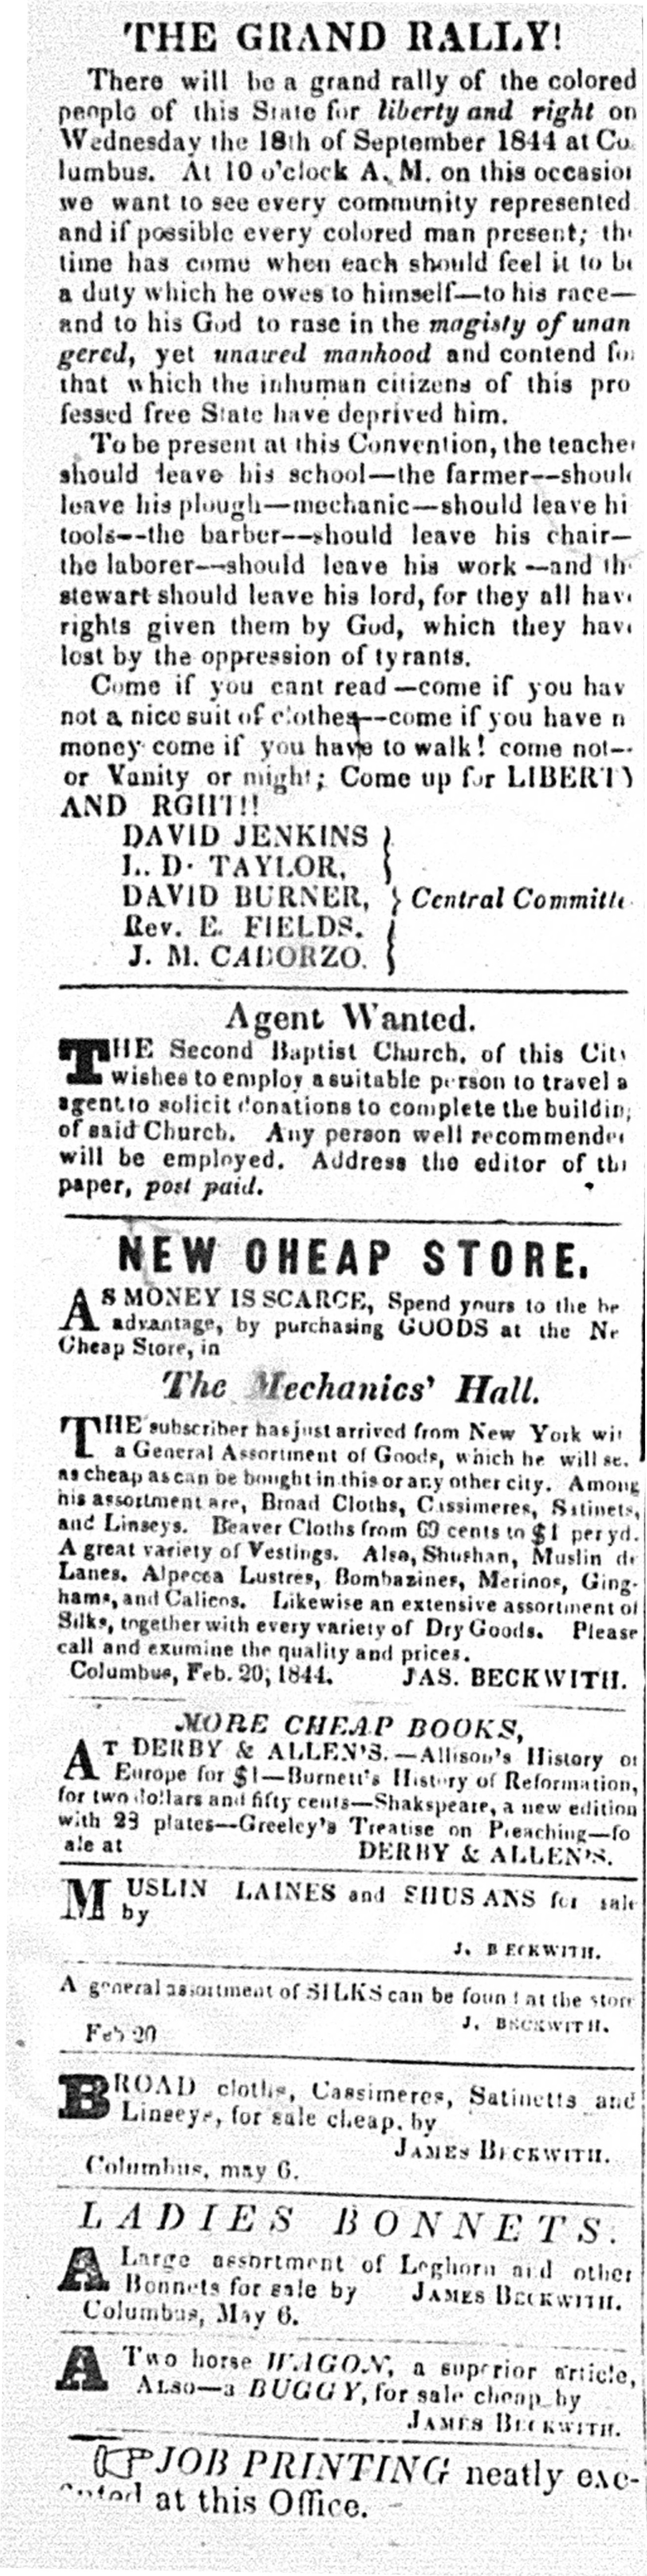 THE GRAND RALLY!
There will be a grand rally of the colored
people of this State for liberty and right on
Wednesday the 18th of September 1844 at Co
lumbus. At 10 o'clock A. M. on this occasion
we want to see every community represented
and if possible every colored man present; th
time has come when each should feel it to b
a duty which he owes to himself—to his race—
and to his God to rase in the magisty of unan
gered, yet unawed manhood and contend fo
that which the inhuman citizens of this pro
fessed free State have deprived him.
To be present at this Convention, the teache
should leave his school—the farmer—shoul
leave his plough—mechanic—should leave hi
tools--the barber--should leave his chair—
the laborer—should leave his work—and th
stewart should leave his lord, for they all hav
rights given them by God, which they hav
lost by the oppression of tyrants.
Come if you cant read—come if you hav
not a nice suit of clothes—come if you have n
money come if you have to walk! come not—
or Vanity or might; Come up for LIBERTY
AND RGHT!!
DAVID JENKINS
L. D. TAYLOR,
DAVID BURNER, } Central Committe
Rev. E. FIELDS.
J. M. CADORZO.
Agent Wanted.
THE Second Baptist Church, of this City
wishes to employ a suitable person to travel a
agent to solicit donations to complete the buildin
of said Church. Any person well recommende
will be employed. Address the editor of thi
paper, post paid.
NEW CHEAP STORE.
AS MONEY IS SCARCE, Spend yours to the be
advantage, by purchasing GOODS at the Ne
Cheap Store, in
The Mechanics' Hall.
THE subscriber has just arrived from New York wit
a General Assortment of Goods, which he will se
as cheap as can be bought in this or any other city. Among
his assortment are, Broad Cloths, Cassimeres, Satinets,
and Linseys. Beaver Cloths from 69 cents to $1 per yd.
A great variety of Vestings. Also, Shushan, Muslin de
Lanes, Alpecca Lustres, Bombazines, Merinos, Ging-
hams, and Calicos. Likewise an extensive assortment of
Silks, together with every variety of Dry Goods. Please
call and exumine the quality and prices.
Columbus, Feb. 20, 1844. JAS. BECKWITH.
MORE CHEAP BOOKS,
AT DERBY & ALLEN'S.—Allison's History of
Europe for $1—Burnett's History of Reformation,
for two dollars and fifty cents—Shakspeare, a new edition
with 23 plates—Greeley's Treatise on Preaching—fo
ale at DERBY & ALLEN'S.
MUSLIN LAINES and SHUSANS for sale
by
J. BECKWITH.
A general assortment of SILKS can be found at the store
J. BECKWITH.
Feb 20
BROAD cloths, Cassimeres, Satinetts and
Linseys, for sale cheap, by
JAMES BECKWITH.
Columbus, may 6.
LADIES BONNETS.
A Large assortment of Leghorn and other
Bonnets for sale by JAMES BECKWITH.
Columbus, May 6.
A Two horse WAGON, a superior article,
ALSO—a BUGGY, for sale cheap by
JAMES BECKWITH.
☞JOB PRINTING neatly exe-
cuted at this Office.